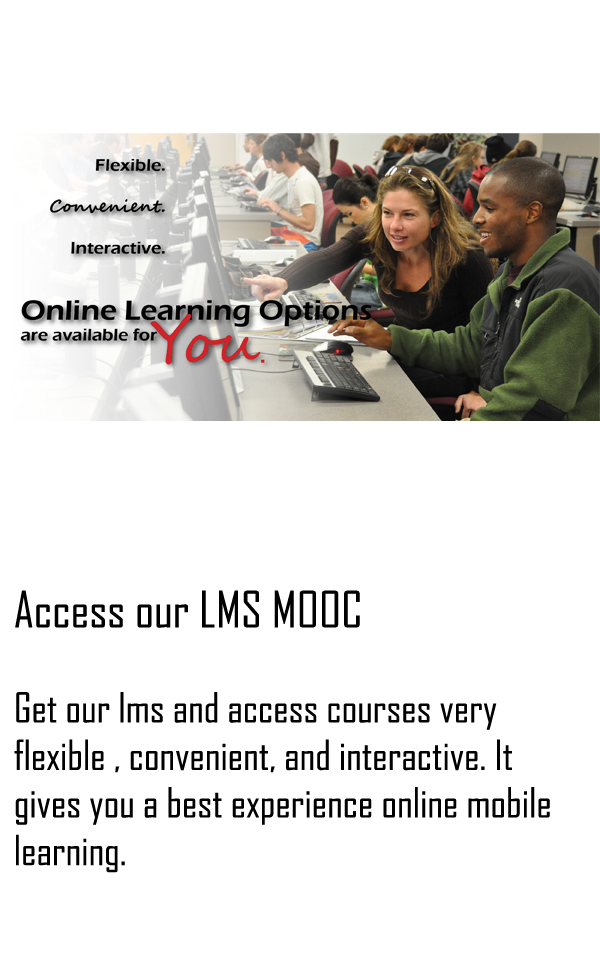 Flexible.
Convenient.
Interactive.
Online Learning Options
are available for You.
Access our LMS MOOC
Get our lms and access courses very
flexible , convenient, and interactive. It
gives you a best experience online mobile
learning.